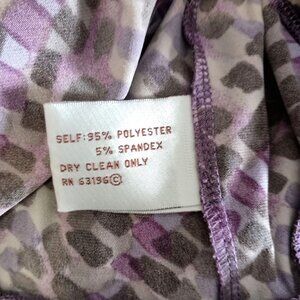 SELF: 95% POLYESTER
5% SPANDEX
DRY CLEAN ONLY
RN 63196 ©